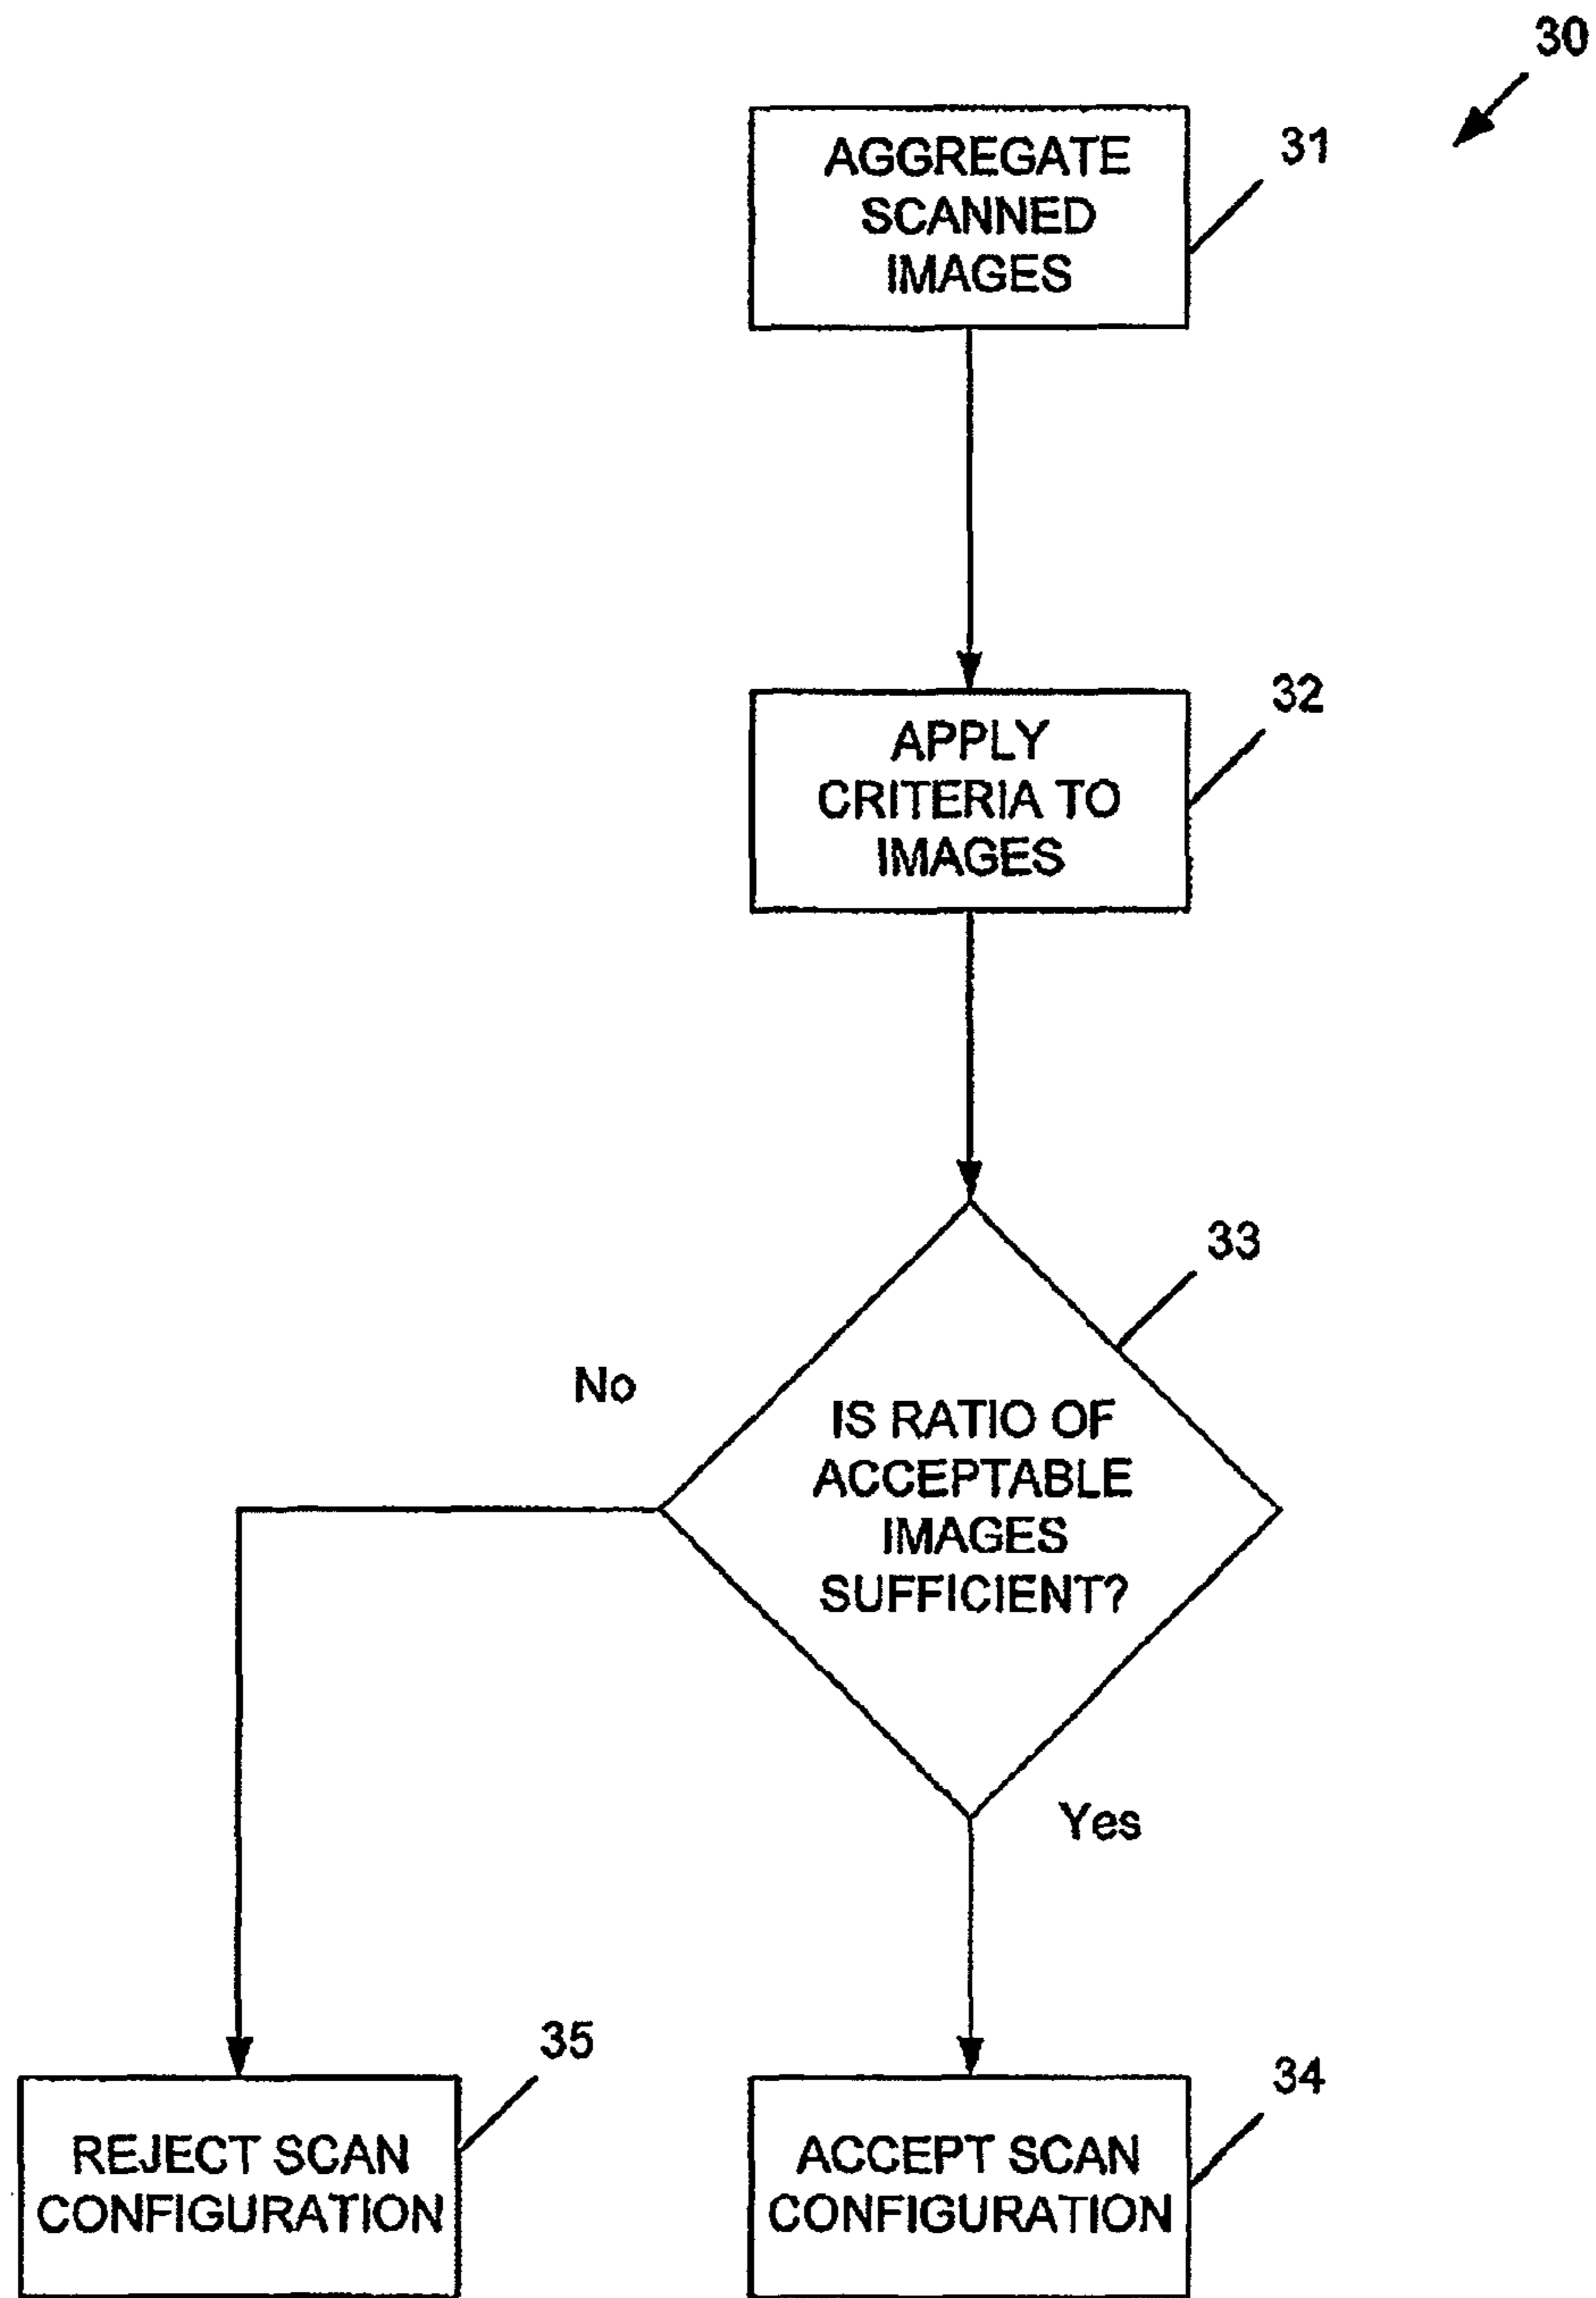 30
AGGREGATE
SCANNED
IMAGES
31
APPLY
CRITERIA TO
IMAGES
32
33
No
IS RATIO OF
ACCEPTABLE
IMAGES
SUFFICIENT?
Yes
REJECT SCAN
CONFIGURATION
35
ACCEPT SCAN
CONFIGURATION
34